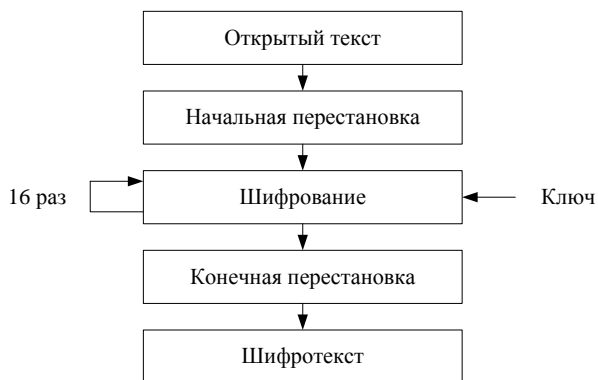 Открытый текст
Начальная перестановка
16 раз
Шифрование
Ключ
Конечная перестановка
Шифротекст